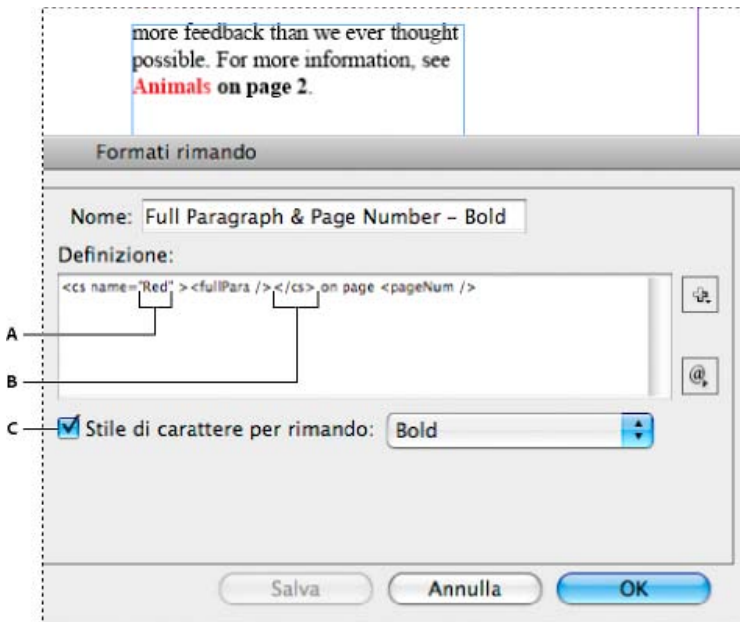 more feedback than we ever thought
possible. For more information, see
Animals on page 2.
Formati rimando
Nome: Full Paragraph & Page Number – Bold
Definizione:
<cs name="Red" ><fullPara /></cs> on page <pageNum />
A
B
C
Stile di carattere per rimando: Bold
Salva Annulla OK